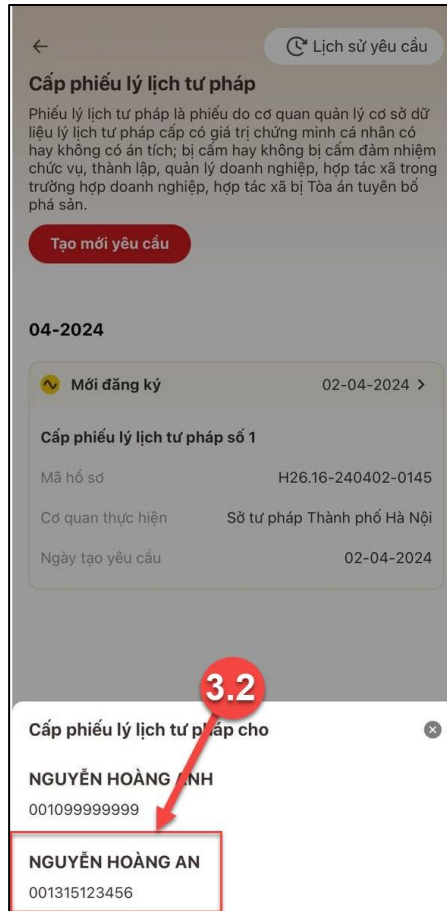 Lịch sử yêu cầu
Cấp phiếu lý lịch tư pháp
Phiếu lý lịch tư pháp là phiếu do cơ quan quản lý cơ sở dữ
liệu lý lịch tư pháp cấp có giá trị chứng minh cá nhân có
hay không có án tích; bị cấm hay không bị cấm đảm nhiệm
chức vụ, thành lập, quản lý doanh nghiệp, hợp tác xã trong
trường hợp doanh nghiệp, hợp tác xã bị Tòa án tuyên bố
phá sản.
Tạo mới yêu cầu
04-2024
Mới đăng ký 02-04-2024
Cấp phiếu lý lịch tư pháp số 1
Mã hồ sơ H26.16-240402-0145
Cơ quan thực hiện Sở tư pháp Thành phố Hà Nội
Ngày tạo yêu cầu 02-04-2024
3.2
Cấp phiếu lý lịch tư pháp cho
NGUYỄN HOÀNG ANH
001099999999
NGUYỄN HOÀNG AN
001315123456